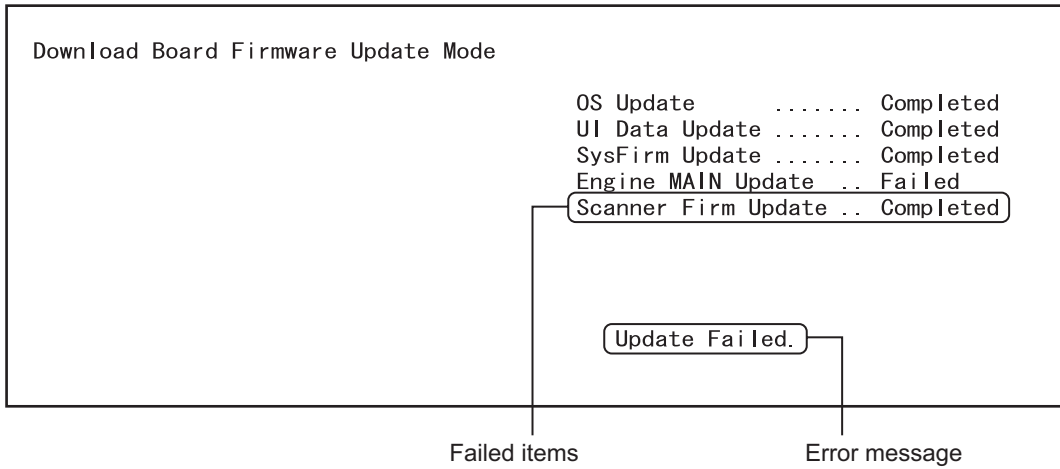 Download Board Firmware Update Mode
OS Update ....... Completed
UI Data Update ....... Completed
SysFirm Update ....... Completed
Engine MAIN Update .. Failed
Scanner Firm Update .. Completed
Update Failed.
Failed items
Error message